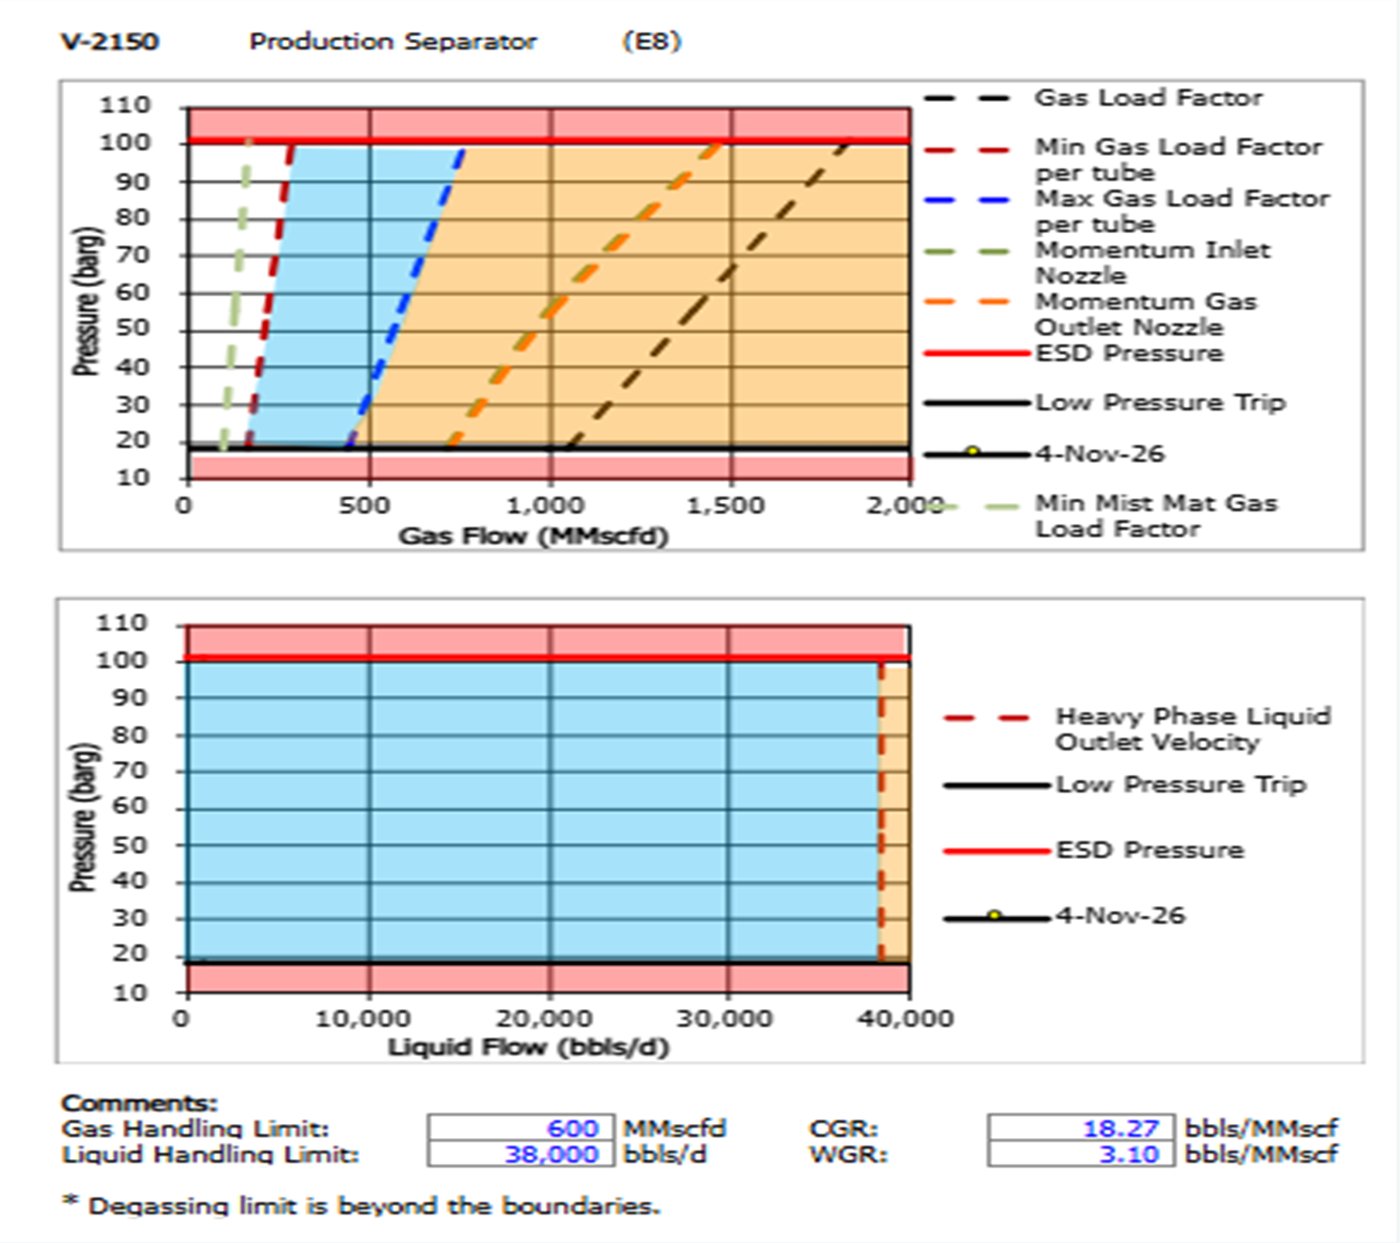 V-2150 Production Separator (E8)
110
100
90
80
70
60
50
40
30
20
10
Pressure (barg)
0 500 1,000 1,500 2,000
Gas Flow (MMscfd)
Gas Load Factor
Min Gas Load Factor
per tube
Max Gas Load Factor
per tube
Momentum Inlet
Nozzle
Momentum Gas
Outlet Nozzle
ESD Pressure
Low Pressure Trip
4-Nov-26
Min Mist Mat Gas
Load Factor
110
100
90
80
70
60
50
40
30
20
10
Pressure (barg)
0 10,000 20,000 30,000 40,000
Liquid Flow (bbls/d)
Heavy Phase Liquid
Outlet Velocity
Low Pressure Trip
ESD Pressure
4-Nov-26
Comments:
Gas Handling Limit: 600 MMscfd CGR: 18.27 bbls/MMscf
Liquid Handling Limit: 38,000 bbls/d WGR: 3.10 bbls/MMscf
* Degassing limit is beyond the boundaries.